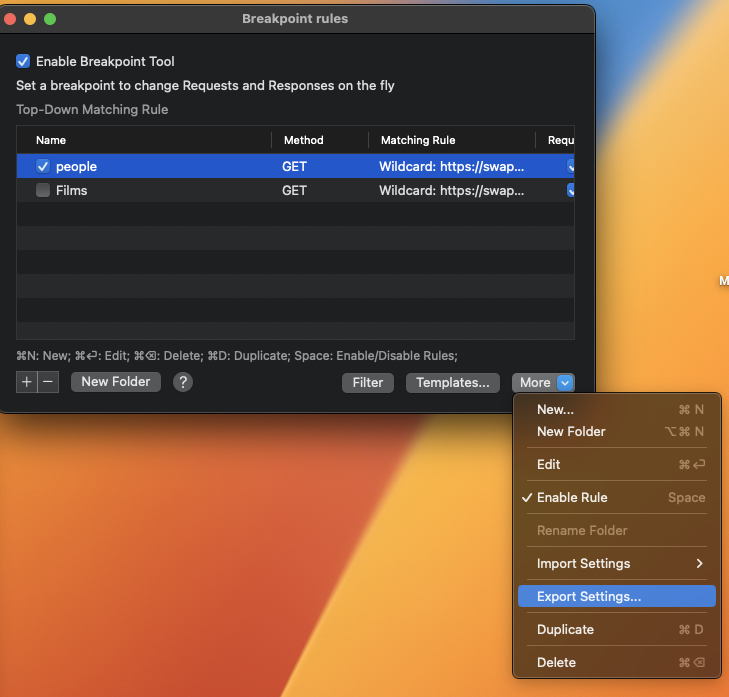 Breakpoint rules
Enable Breakpoint Tool
Set a breakpoint to change Requests and Responses on the fly
Top-Down Matching Rule
Name Method Matching Rule Requ
people GET Wildcard: https://swap...
Films GET Wildcard: https://swap...
⌘N: New; ⌘↩: Edit; ⌘⌫: Delete; ⌘D: Duplicate; Space: Enable/Disable Rules;
+ − New Folder ? Filter Templates... More
New... ⌘ N
New Folder ⌥⌘ N
Edit ⌘↩
✓ Enable Rule Space
Rename Folder
Import Settings >
Export Settings...
Duplicate ⌘ D
Delete ⌘⌫
M